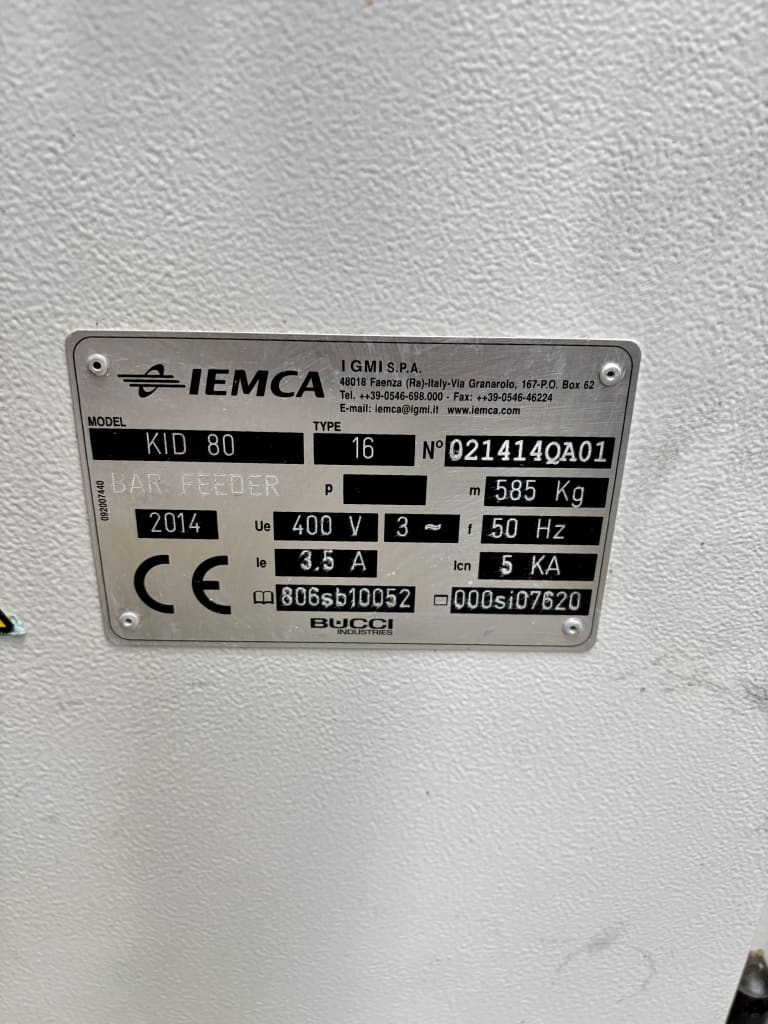 IEMCA
I GMI S.P.A.
48018 Faenza (Ra)-Italy-Via Granarolo, 167-P.O. Box 62
Tel. ++39-0546-698.000 - Fax: ++39-0546-46224
E-mail: iemca@igmi.it www.iemca.com
MODEL TYPE
KID 80 16 N° 021414QA01
BAR FEEDER p m 585 Kg
092007440
2014 Ue 400 V 3 ~ f 50 Hz
Ie 3.5 A Icn 5 KA
CE
806sb10052 000si07620
BUCCI
INDUSTRIES